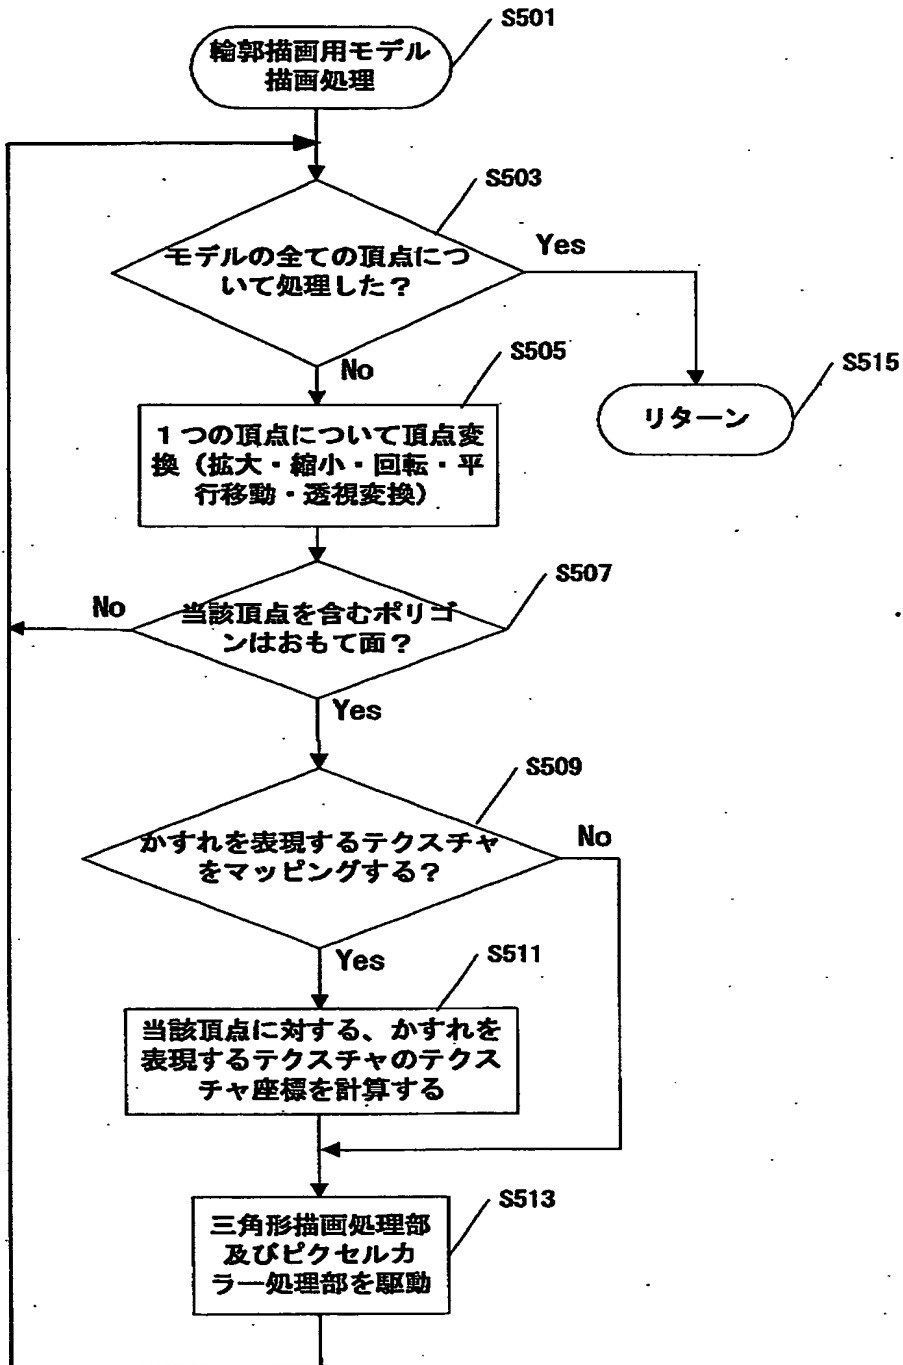 S501
輪郭描画用モデル
描画処理
S503
モデルの全ての頂点につ
いて処理した？
Yes
No
S505
S515
リターン
１つの頂点について頂点変
換（拡大・縮小・回転・平
行移動・透視変換）
S507
No
当該頂点を含むポリゴ
ンはおもて面？
Yes
S509
かすれを表現するテクスチャ
をマッピングする？
No
Yes
S511
当該頂点に対する、かすれを
表現するテクスチャのテクス
チャ座標を計算する
S513
三角形描画処理部
及びピクセルカ
ラー処理部を駆動